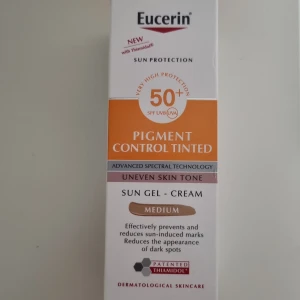 Eucerin
NEW
with Thiamidol®
SUN PROTECTION
VERY HIGH PROTECTION
50+
SPF UVB UVA
PIGMENT
CONTROL TINTED
ADVANCED SPECTRAL TECHNOLOGY
UNEVEN SKIN TONE
SUN GEL - CREAM
MEDIUM
Effectively prevents and
reduces sun-induced marks
Reduces the appearance
of dark spots
PATENTED
THIAMIDOL®
DERMATOLOGICAL SKINCARE